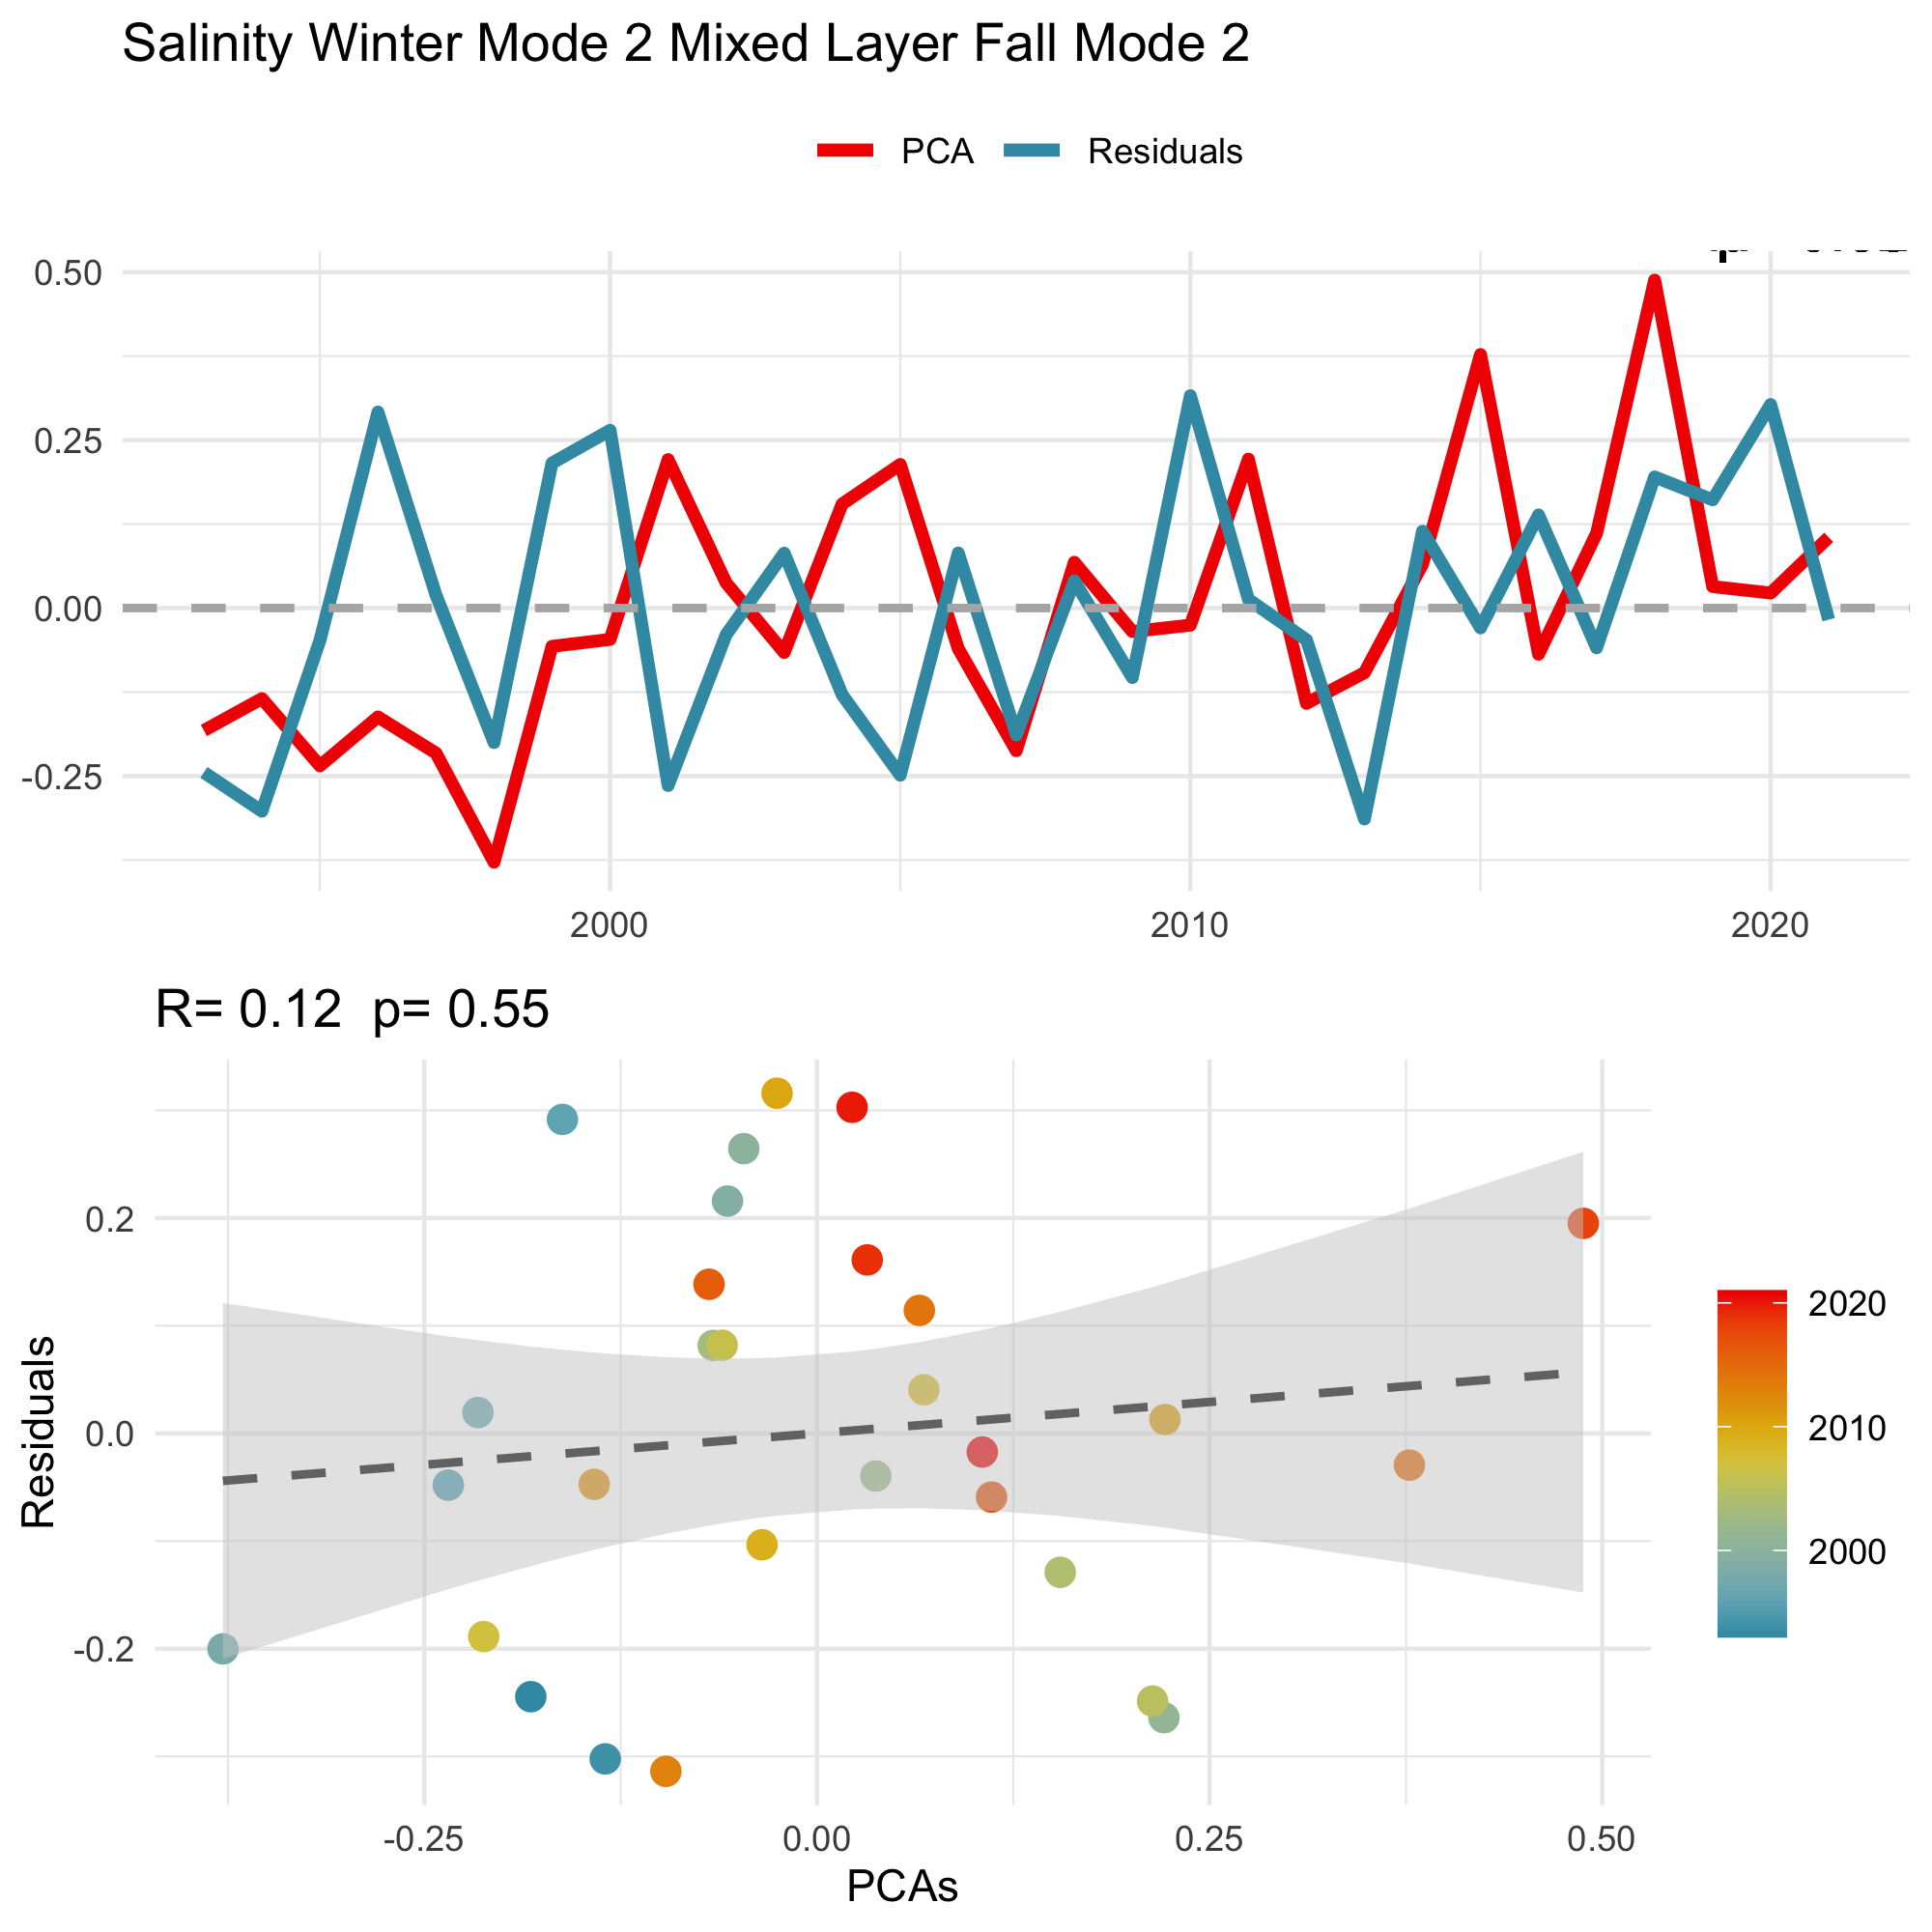 Salinity Winter Mode 2 Mixed Layer Fall Mode 2
PCA Residuals
0.50
0.25
0.00
-0.25
2000 2010 2020
R= 0.12 p= 0.55
Residuals
0.2
0.0
-0.2
-0.25 0.00 0.25 0.50
PCAs
2020
2010
2000